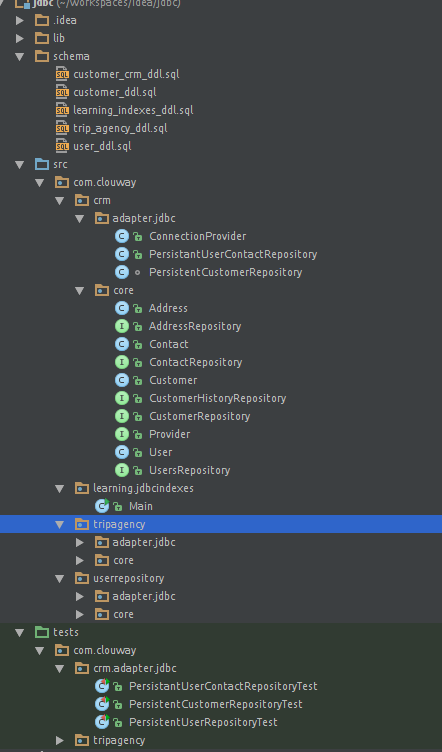 jdbc (~/workspaces/idea/jdbc)
.idea
lib
schema
customer_crm_ddl.sql
customer_ddl.sql
learning_indexes_ddl.sql
trip_agency_ddl.sql
user_ddl.sql
src
com.clouway
crm
adapter.jdbc
ConnectionProvider
PersistantUserContactRepository
PersistentCustomerRepository
core
Address
AddressRepository
Contact
ContactRepository
Customer
CustomerHistoryRepository
CustomerRepository
Provider
User
UsersRepository
learning.jdbcindexes
Main
tripagency
adapter.jdbc
core
userrepository
adapter.jdbc
core
tests
com.clouway
crm.adapter.jdbc
PersistantUserContactRepositoryTest
PersistentCustomerRepositoryTest
PersistentUserRepositoryTest
tripagency